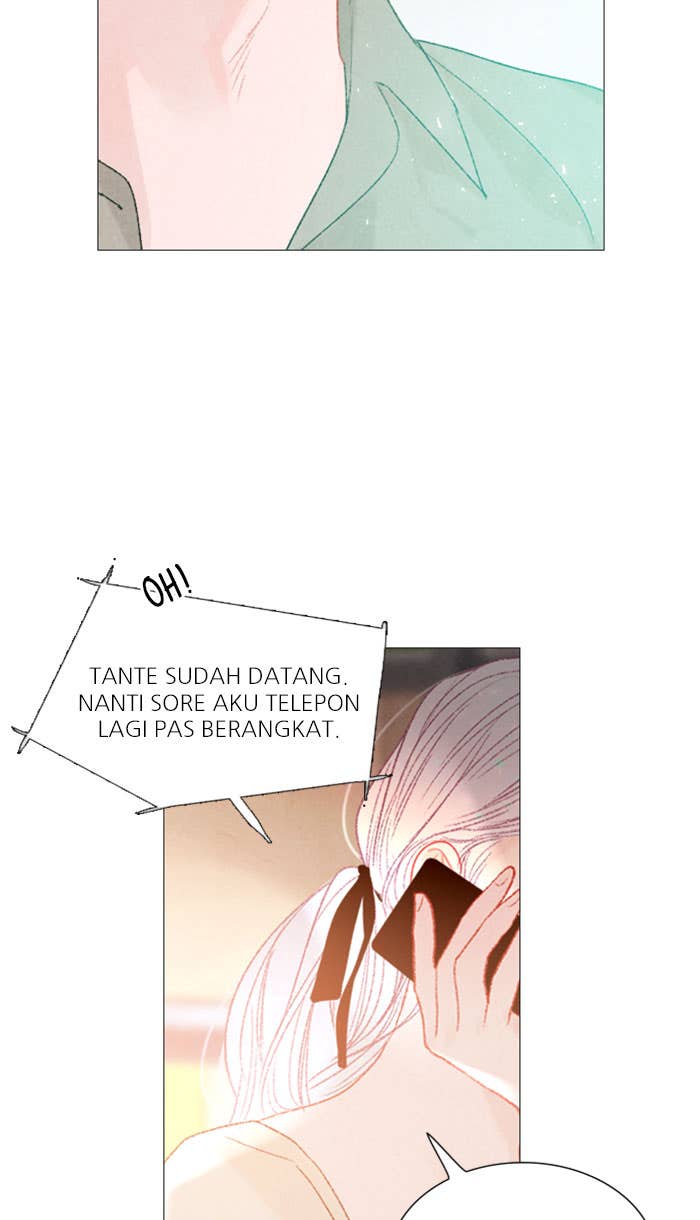 OH!
TANTE SUDAH DATANG.
NANTI SORE AKU TELEPON
LAGI PAS BERANGKAT.